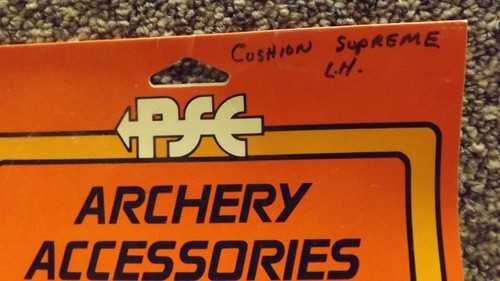 CUSHION SUPREME
L.H.
PSE
ARCHERY
ACCESSORIES